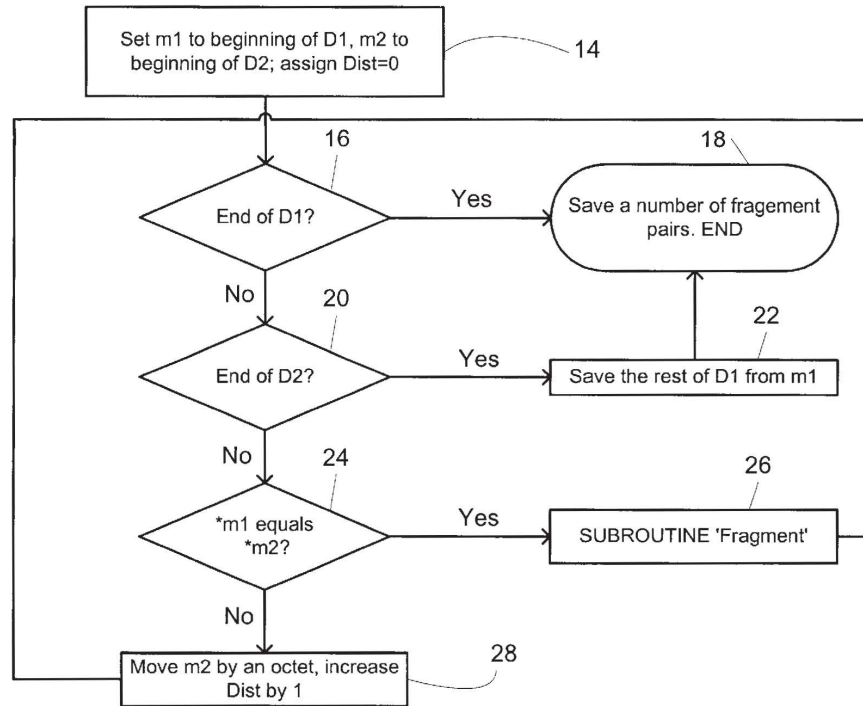 Set m1 to beginning of D1, m2 to
beginning of D2; assign Dist=0
14
16
18
End of D1?
Yes
Save a number of fragement
pairs. END
No
20
22
End of D2?
Yes
Save the rest of D1 from m1
No
24
26
*m1 equals
*m2?
Yes
SUBROUTINE 'Fragment'
No
Move m2 by an octet, increase
Dist by 1
28